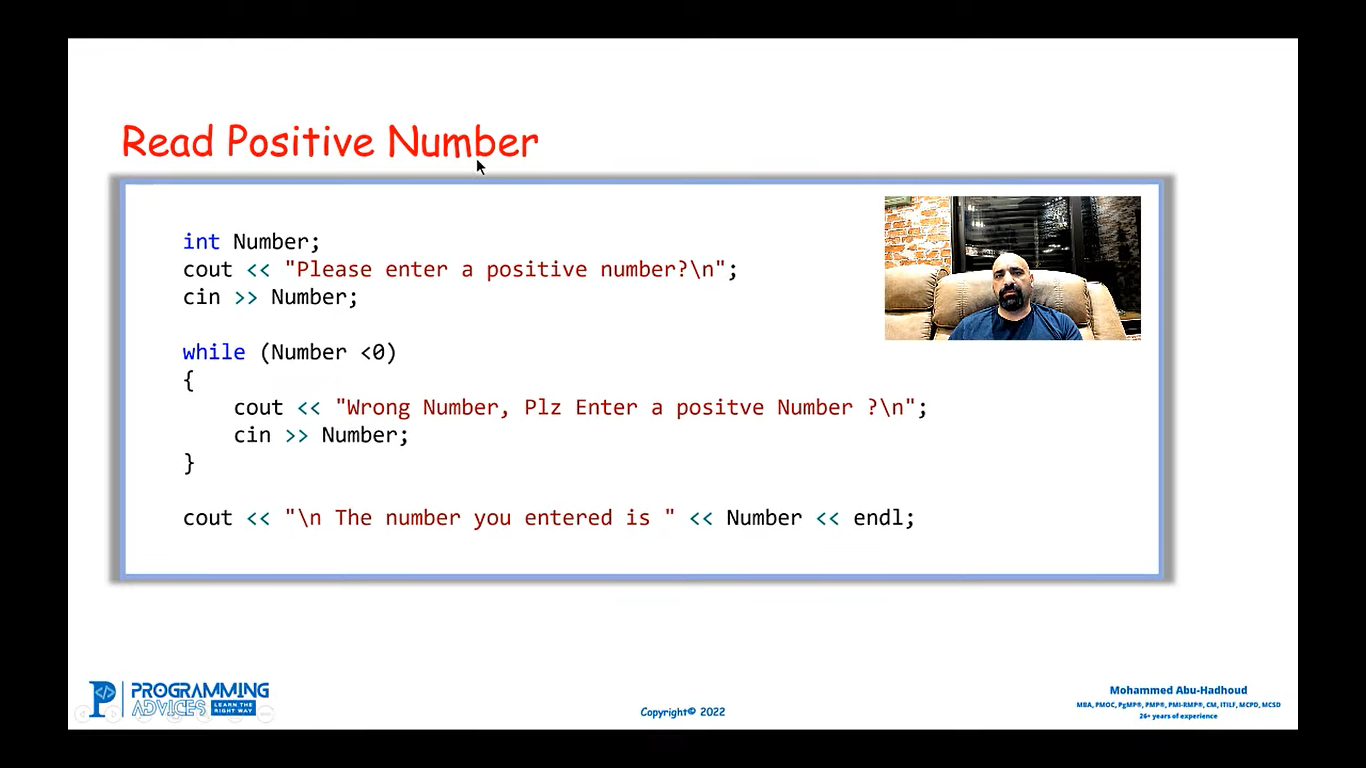 Read Positive Number
int Number;
cout << "Please enter a positive number?\n";
cin >> Number;
while (Number <0)
{
cout << "Wrong Number, Plz Enter a positve Number ?\n";
cin >> Number;
}
cout << "\n The number you entered is " << Number << endl;
PROGRAMMING
ADVICES LEARN THE RIGHT WAY
Copyright© 2022
Mohammed Abu-Hadhoud
MBA, PMOC, PgMP®, PMP®, PMI-RMP®, CM, ITILF, MCPD, MCSD
26+ years of experience